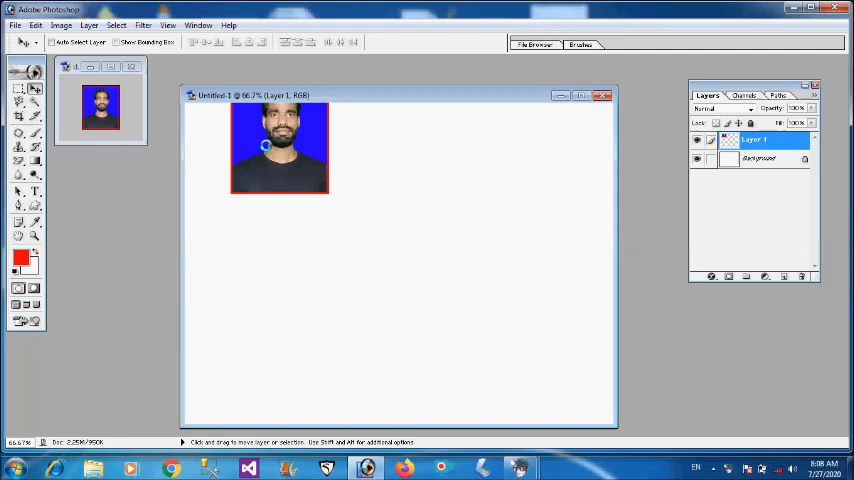 Adobe Photoshop
File Edit Image Layer Select Filter View Window Help
Auto Select Layer Show Bounding Box
File Browser Brushes
d.
Untitled-1 @ 66.7% (Layer 1, RGB)
Layers Channels Paths
Normal Opacity: 100%
Lock: Fill: 100%
Layer 1
Background
66.67% Doc: 2.25M/950K Click and drag to move layer or selection. Use Shift and Alt for additional options.
EN 8:08 AM
7/27/2020